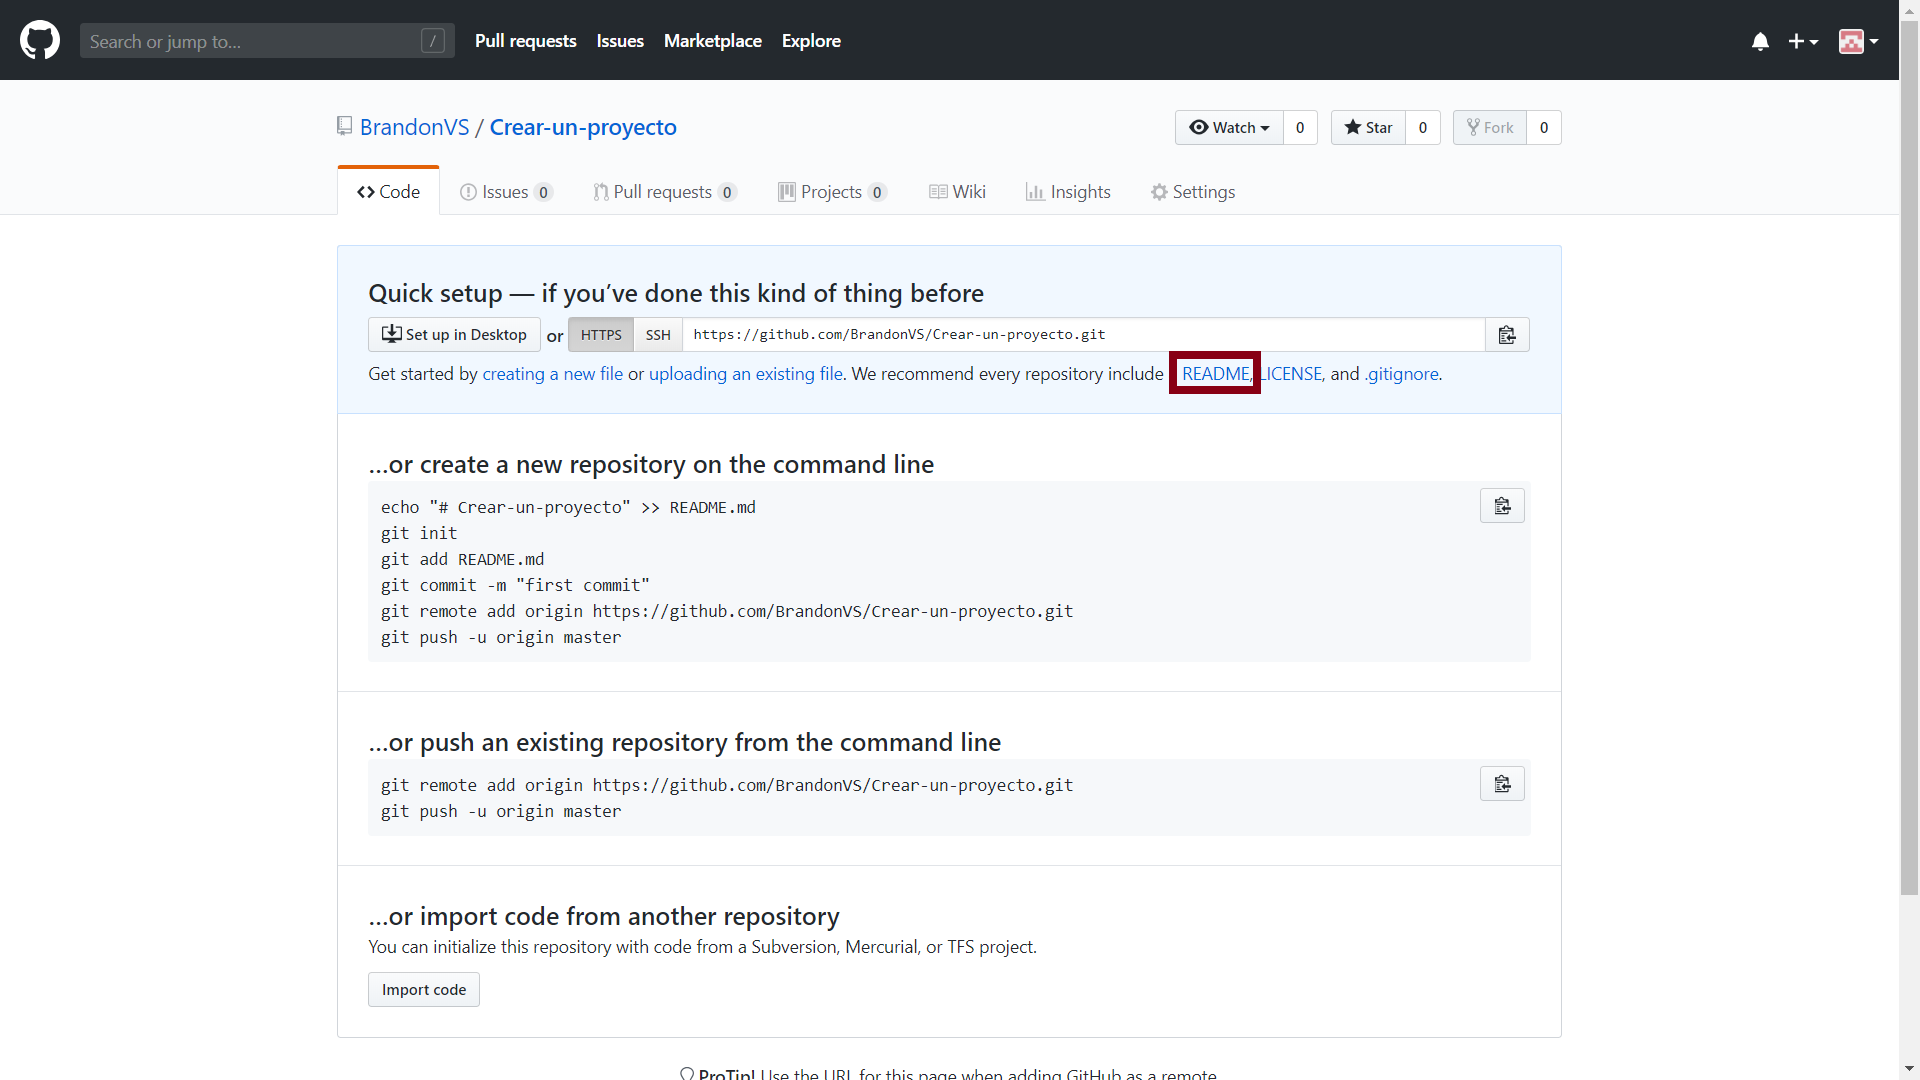 Search or jump to... / Pull requests Issues Marketplace Explore
BrandonVS / Crear-un-proyecto Watch 0 Star 0 Fork 0
Code Issues 0 Pull requests 0 Projects 0 Wiki Insights Settings
Quick setup — if you’ve done this kind of thing before
Set up in Desktop or HTTPS SSH https://github.com/BrandonVS/Crear-un-proyecto.git
Get started by creating a new file or uploading an existing file. We recommend every repository include README, LICENSE, and .gitignore.
…or create a new repository on the command line
echo "# Crear-un-proyecto" >> README.md
git init
git add README.md
git commit -m "first commit"
git remote add origin https://github.com/BrandonVS/Crear-un-proyecto.git
git push -u origin master
…or push an existing repository from the command line
git remote add origin https://github.com/BrandonVS/Crear-un-proyecto.git
git push -u origin master
…or import code from another repository
You can initialize this repository with code from a Subversion, Mercurial, or TFS project.
Import code
ProTip! Use the URL for this page when adding GitHub as a remote.